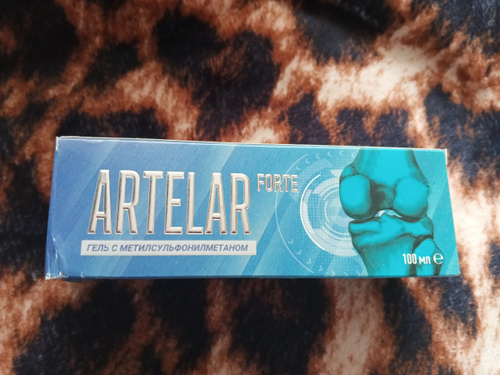 ARTELAR FORTE
ГЕЛЬ С МЕТИЛСУЛЬФОНИЛМЕТАНОМ
100 мл ℮